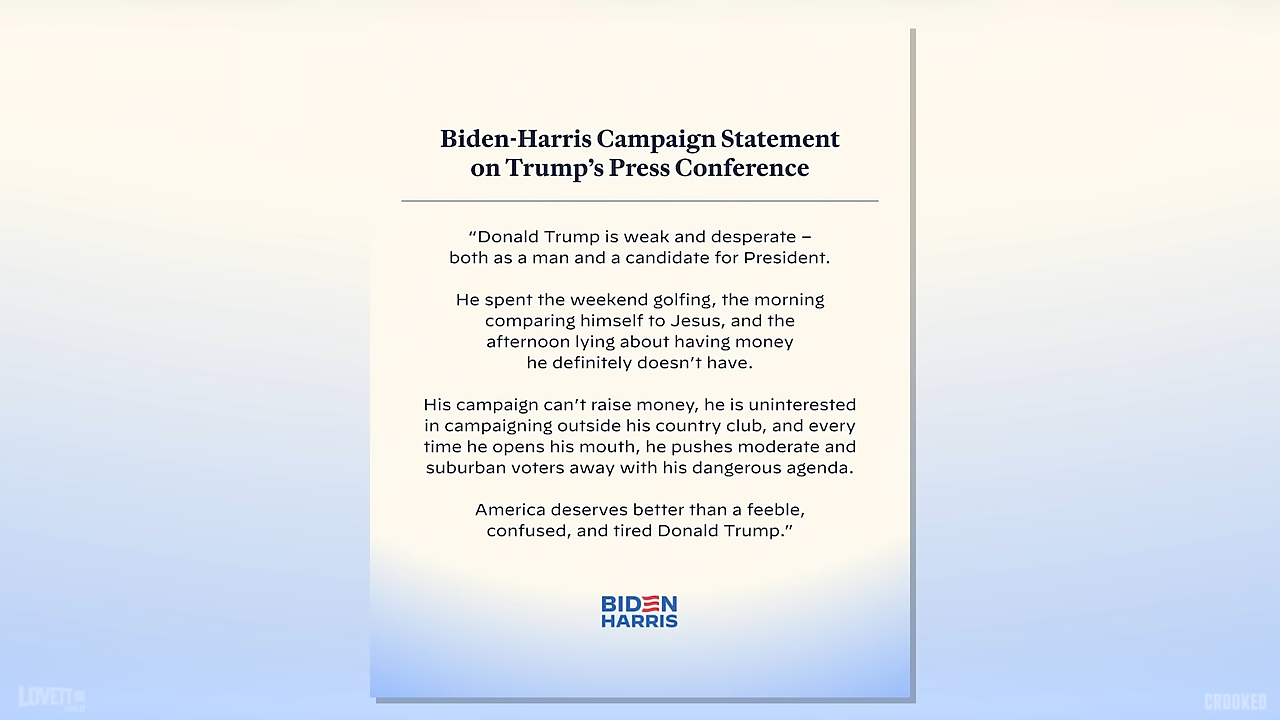 Biden-Harris Campaign Statement
on Trump's Press Conference
“Donald Trump is weak and desperate –
both as a man and a candidate for President.
He spent the weekend golfing, the morning
comparing himself to Jesus, and the
afternoon lying about having money
he definitely doesn't have.
His campaign can't raise money, he is uninterested
in campaigning outside his country club, and every
time he opens his mouth, he pushes moderate and
suburban voters away with his dangerous agenda.
America deserves better than a feeble,
confused, and tired Donald Trump.”
BIDEN
HARRIS
LOVETT
CROOKED